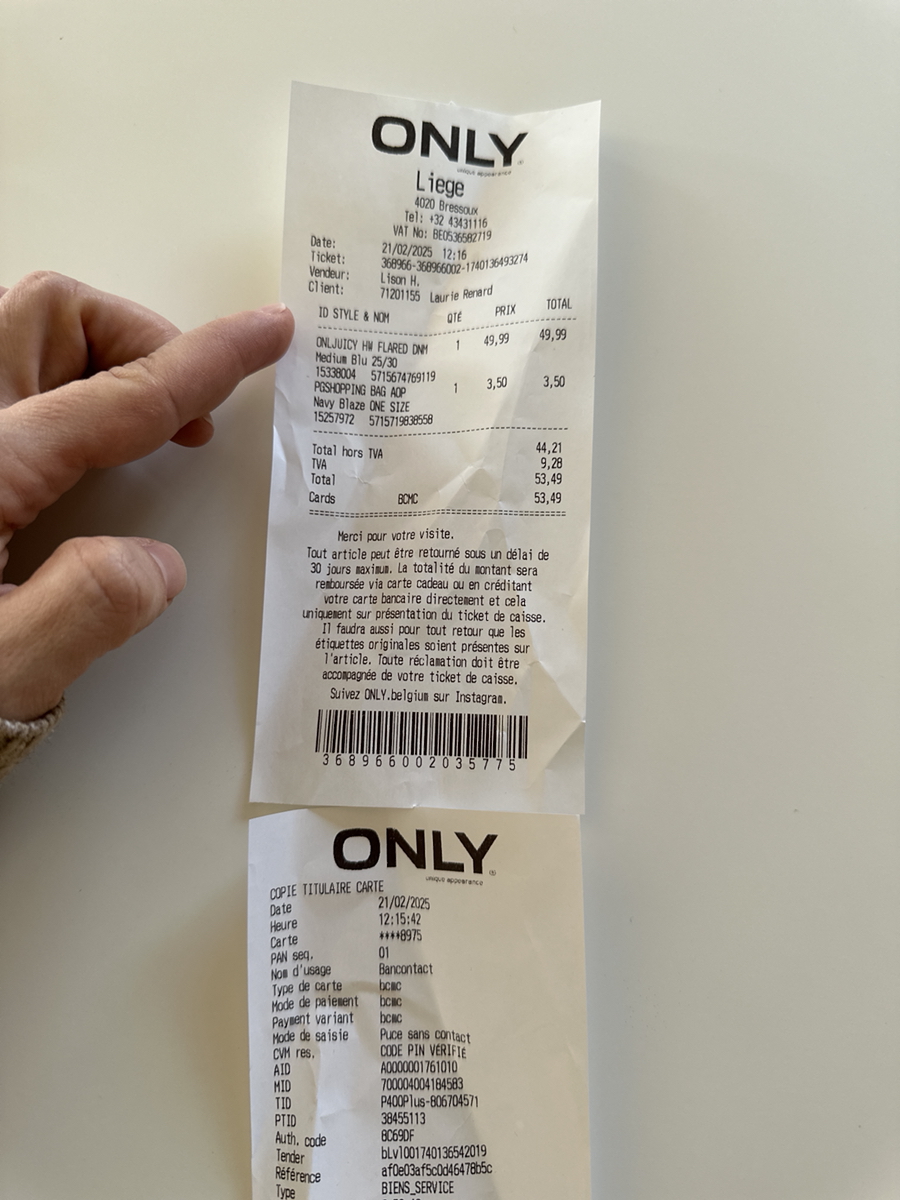 ONLY
unique appearance
Liege
4020 Bressoux
Tel: +32 43431116
VAT No: BE0536582719
Date: 21/02/2025 12:16
Ticket: 368966-368966002-1740136493274
Vendeur: Lison H.
Client: 71201155 Laurie Renard
ID STYLE & NOM QTÉ PRIX TOTAL
ONLJUICY HW FLARED DNM 1 49,99 49,99
Medium Blu 25/30
15338004 5715674769119
PGSHOPPING BAG AOP 1 3,50 3,50
Navy Blaze ONE SIZE
15257972 5715719838558
Total hors TVA 44,21
TVA 9,28
Total 53,49
Cards BCMC 53,49
Merci pour votre visite.
Tout article peut être retourné sous un délai de
30 jours maximum. La totalité du montant sera
remboursée via carte cadeau ou en créditant
votre carte bancaire directement et cela
uniquement sur présentation du ticket de caisse.
Il faudra aussi pour tout retour que les
étiquettes originales soient présentes sur
l'article. Toute réclamation doit être
accompagnée de votre ticket de caisse.
Suivez ONLY.belgium sur Instagram.
368966002035775
ONLY
unique appearance
COPIE TITULAIRE CARTE
Date 21/02/2025
Heure 12:15:42
Carte ****8975
PAN seq. 01
Nom d'usage Bancontact
Type de carte bcmc
Mode de paiement bcmc
Payment variant bcmc
Mode de saisie Puce sans contact
CVM res. CODE PIN VÉRIFIÉ
AID A0000001761010
MID 700004004184583
TID P400Plus-806704571
PTID 38455113
Auth. code 8C69DF
Tender bLvl001740136542019
Référence af0e03af5c0d46478b5c
Type BIENS_SERVICE